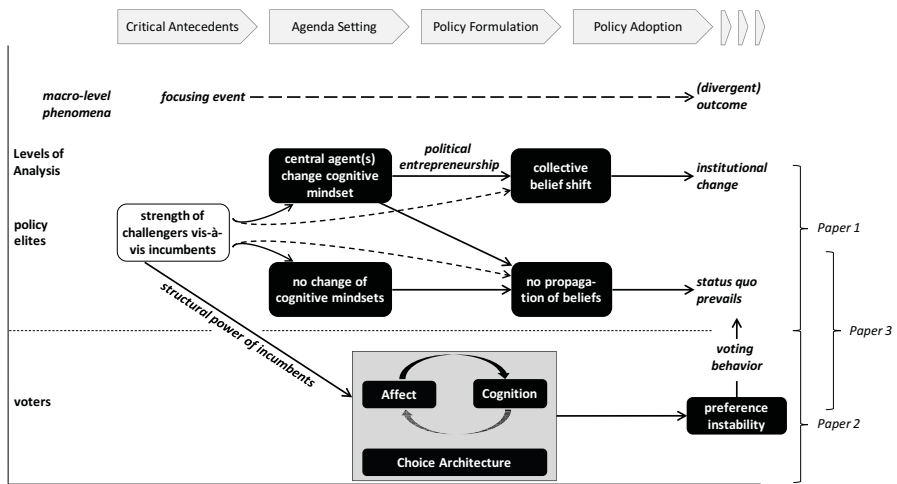 Critical Antecedents
Agenda Setting
Policy Formulation
Policy Adoption
macro-level
phenomena
focusing event
(divergent)
outcome
Levels of
Analysis
central agent(s)
change cognitive
mindset
political
entrepreneurship
collective
belief shift
institutional
change
policy
elites
strength of
challengers vis-à-
vis incumbents
Paper 1
no change of
cognitive mindsets
no propaga-
tion of beliefs
status quo
prevails
structural power of incumbents
Paper 3
voting
behavior
voters
Affect
Cognition
Choice Architecture
preference
instability
Paper 2